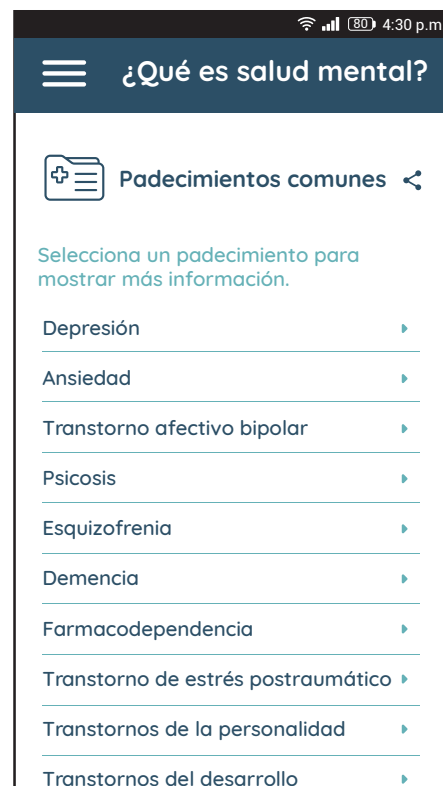 80 4:30 p.m
¿Qué es salud mental?
Padecimientos comunes
Selecciona un padecimiento para
mostrar más información.
Depresión
Ansiedad
Transtorno afectivo bipolar
Psicosis
Esquizofrenia
Demencia
Farmacodependencia
Transtorno de estrés postraumático
Transtornos de la personalidad
Transtornos del desarrollo